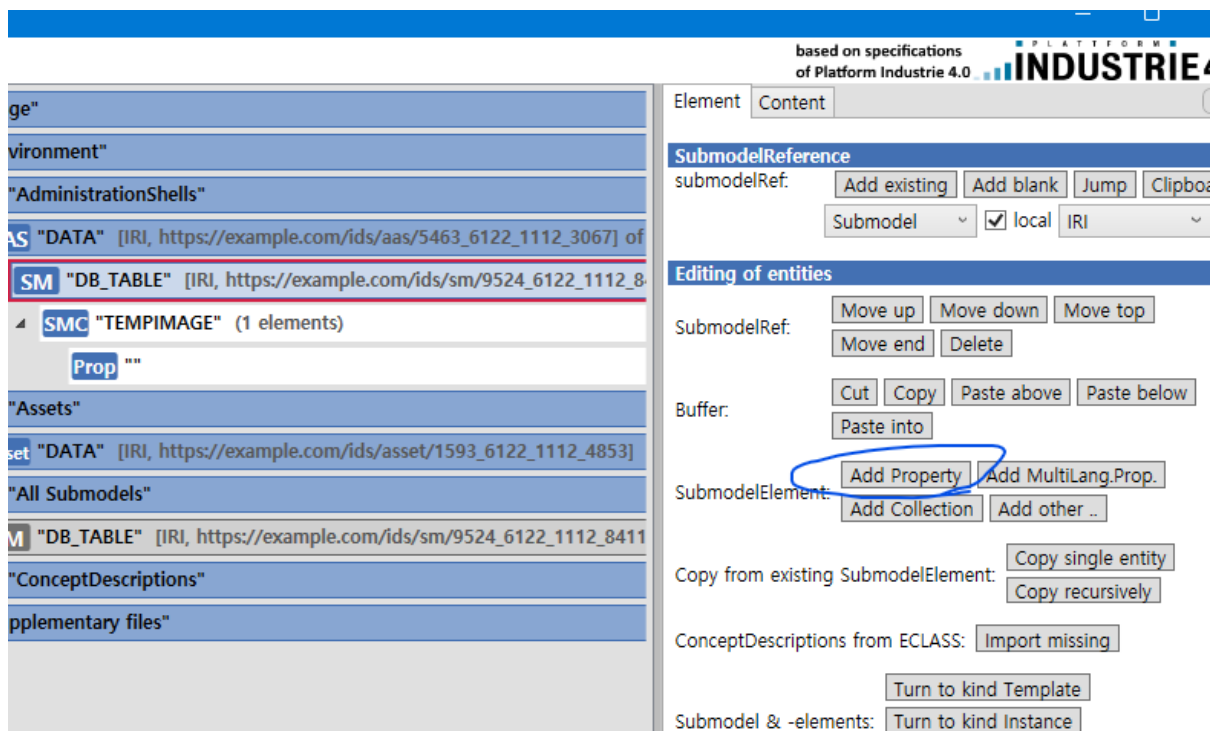 based on specifications
of Platform Industrie 4.0
PLATTFORM
INDUSTRIE4
ge"
vironment"
"AdministrationShells"
AS "DATA" [IRI, https://example.com/ids/aas/5463_6122_1112_3067] of
SM "DB_TABLE" [IRI, https://example.com/ids/sm/9524_6122_1112_8
SMC "TEMPIMAGE" (1 elements)
Prop ""
"Assets"
set "DATA" [IRI, https://example.com/ids/asset/1593_6122_1112_4853]
"All Submodels"
M "DB_TABLE" [IRI, https://example.com/ids/sm/9524_6122_1112_8411
"ConceptDescriptions"
pplementary files"
Element Content
SubmodelReference
submodelRef: Add existing Add blank Jump Clipboa
Submodel local IRI
Editing of entities
SubmodelRef: Move up Move down Move top
Move end Delete
Buffer: Cut Copy Paste above Paste below
Paste into
SubmodelElement: Add Property Add MultiLang.Prop.
Add Collection Add other ..
Copy from existing SubmodelElement: Copy single entity
Copy recursively
ConceptDescriptions from ECLASS: Import missing
Turn to kind Template
Submodel & -elements: Turn to kind Instance